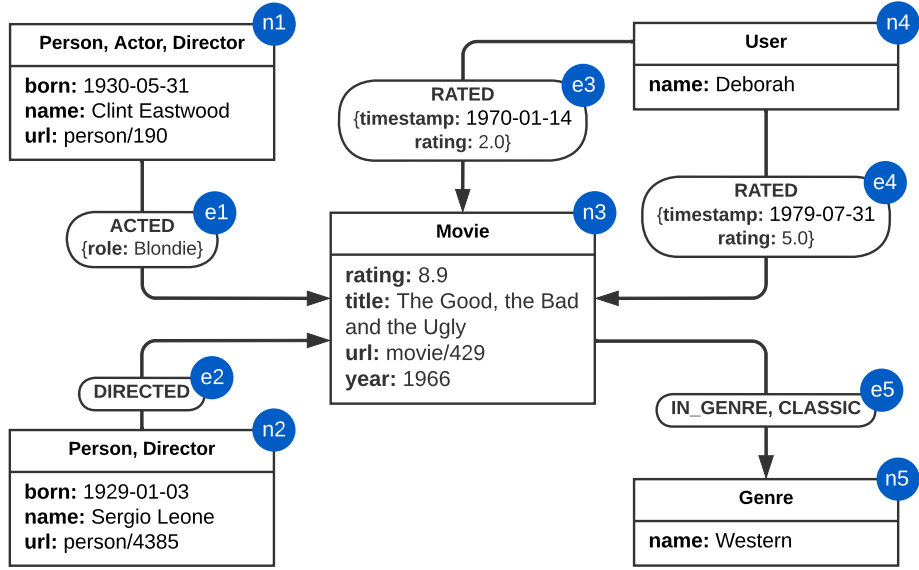 n1
Person, Actor, Director
born: 1930-05-31
name: Clint Eastwood
url: person/190
e1
ACTED
{role: Blondie}
e2
DIRECTED
n2
Person, Director
born: 1929-01-03
name: Sergio Leone
url: person/4385
e3
RATED
{timestamp: 1970-01-14
rating: 2.0}
n3
Movie
rating: 8.9
title: The Good, the Bad
and the Ugly
url: movie/429
year: 1966
n4
User
name: Deborah
e4
RATED
{timestamp: 1979-07-31
rating: 5.0}
e5
IN_GENRE, CLASSIC
n5
Genre
name: Western